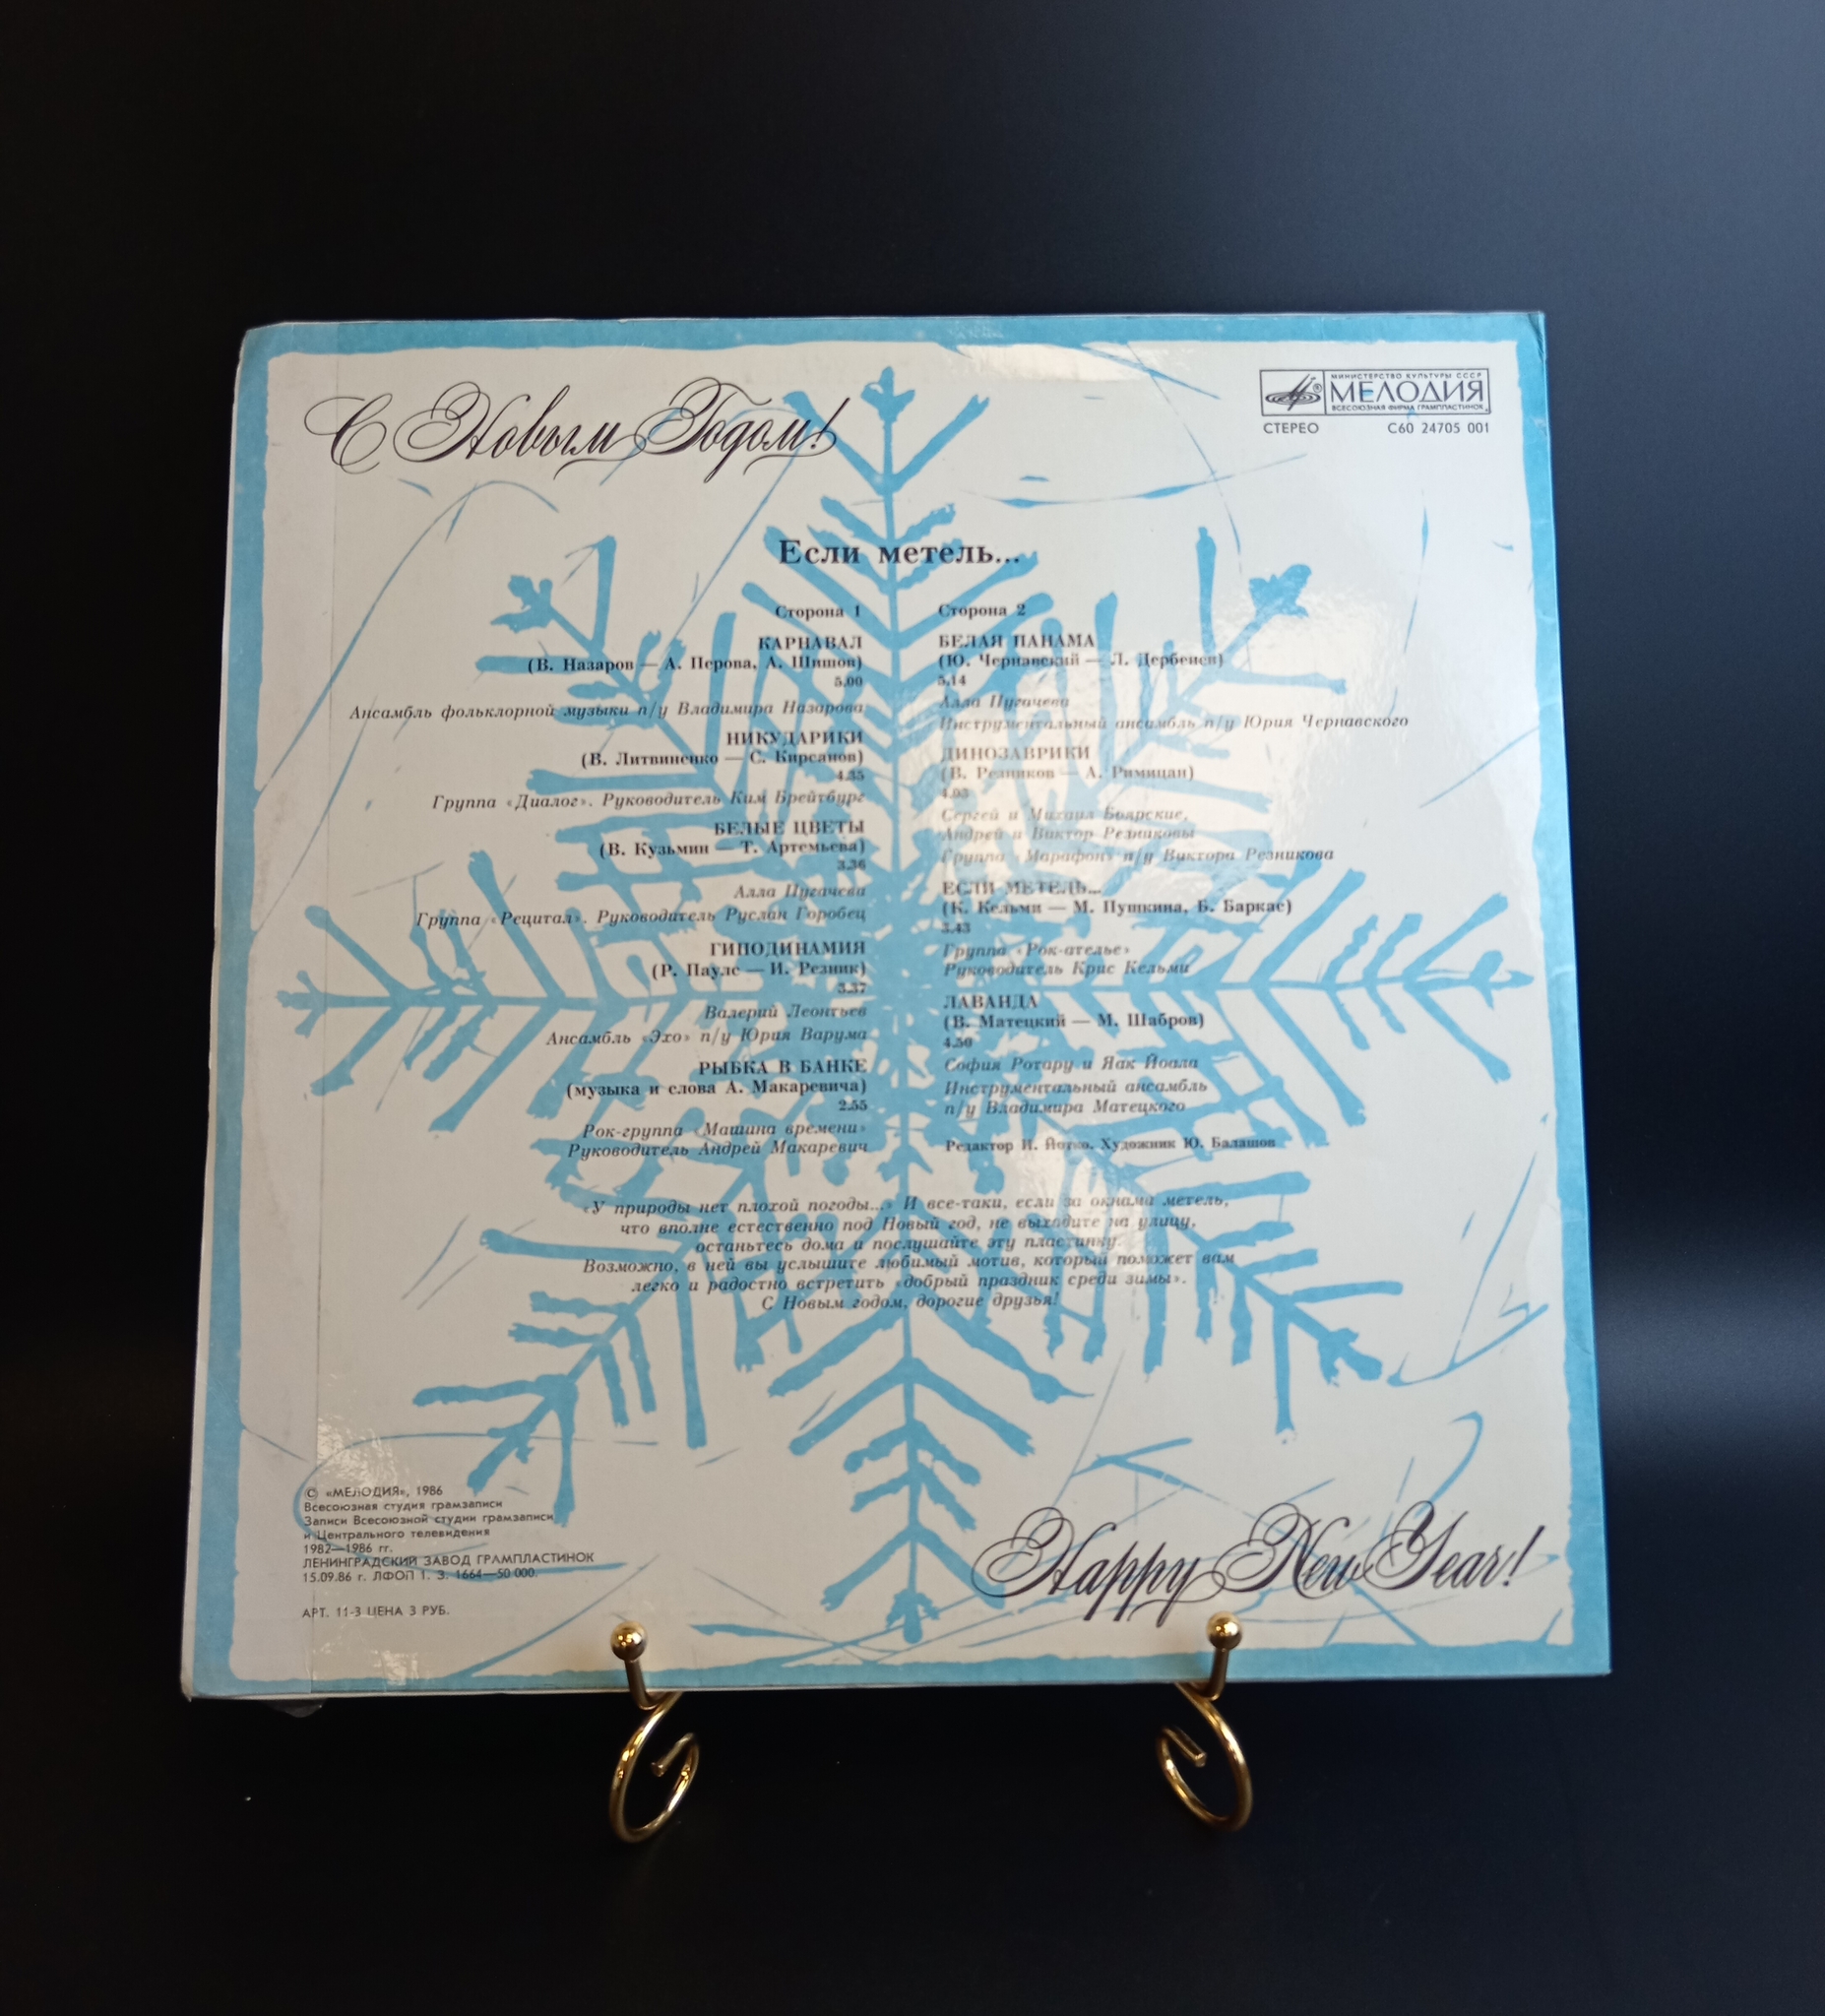 С Новым Годом!
МИНИСТЕРСТВО КУЛЬТУРЫ СССР
МЕЛОДИЯ
ВСЕСОЮЗНАЯ ФИРМА ГРАМПЛАСТИНОК
СТЕРЕО С60 24705 001
Если метель...
Сторона 1
КАРНАВАЛ
(В. Назаров — А. Перова, А. Шишов)
5.00
Ансамбль фольклорной музыки п/у Владимира Назарова
НИКУДАРИКИ
(В. Литвиненко — С. Кирсанов)
4.35
Группа «Диалог». Руководитель Ким Брейтбург
БЕЛЫЕ ЦВЕТЫ
(В. Кузьмин — Т. Артемьева)
3.36
Алла Пугачева
Группа «Рецитал». Руководитель Руслан Горобец
ГИПОДИНАМИЯ
(Р. Паулс — И. Резник)
3.37
Валерий Леонтьев
Ансамбль «Эхо» п/у Юрия Варума
РЫБКА В БАНКЕ
(музыка и слова А. Макаревича)
2.55
Рок-группа «Машина времени»
Руководитель Андрей Макаревич
Сторона 2
БЕЛАЯ ПАНАМА
(Ю. Чернавский — Л. Дербенев)
5.14
Алла Пугачева
Инструментальный ансамбль п/у Юрия Чернавского
ДИНОЗАВРИКИ
(В. Резников — А. Римицан)
4.03
Сергей и Михаил Боярские,
Андрей и Виктор Резниковы
Группа «Марафон» п/у Виктора Резникова
ЕСЛИ МЕТЕЛЬ...
(К. Кельми — М. Пушкина, Б. Баркас)
3.43
Группа «Рок-ателье»
Руководитель Крис Кельми
ЛАВАНДА
(В. Матецкий — М. Шабров)
4.50
София Ротару и Яак Йоала
Инструментальный ансамбль
п/у Владимира Матецкого
Редактор И. Йотко. Художник Ю. Балашов
«У природы нет плохой погоды...» И все-таки, если за окнами метель,
что вполне естественно под Новый год, не выходите на улицу,
останьтесь дома и послушайте эту пластинку.
Возможно, в ней вы услышите любимый мотив, который поможет вам
легко и радостно встретить «добрый праздник среди зимы».
С Новым годом, дорогие друзья!
© «МЕЛОДИЯ», 1986
Всесоюзная студия грамзаписи
Записи Всесоюзной студии грамзаписи
и Центрального телевидения
1982—1986 гг.
ЛЕНИНГРАДСКИЙ ЗАВОД ГРАМПЛАСТИНОК
15.09.86 г. ЛФОП 1. З. 1664—50 000.
АРТ. 11-3 ЦЕНА 3 РУБ.
Happy New Year!